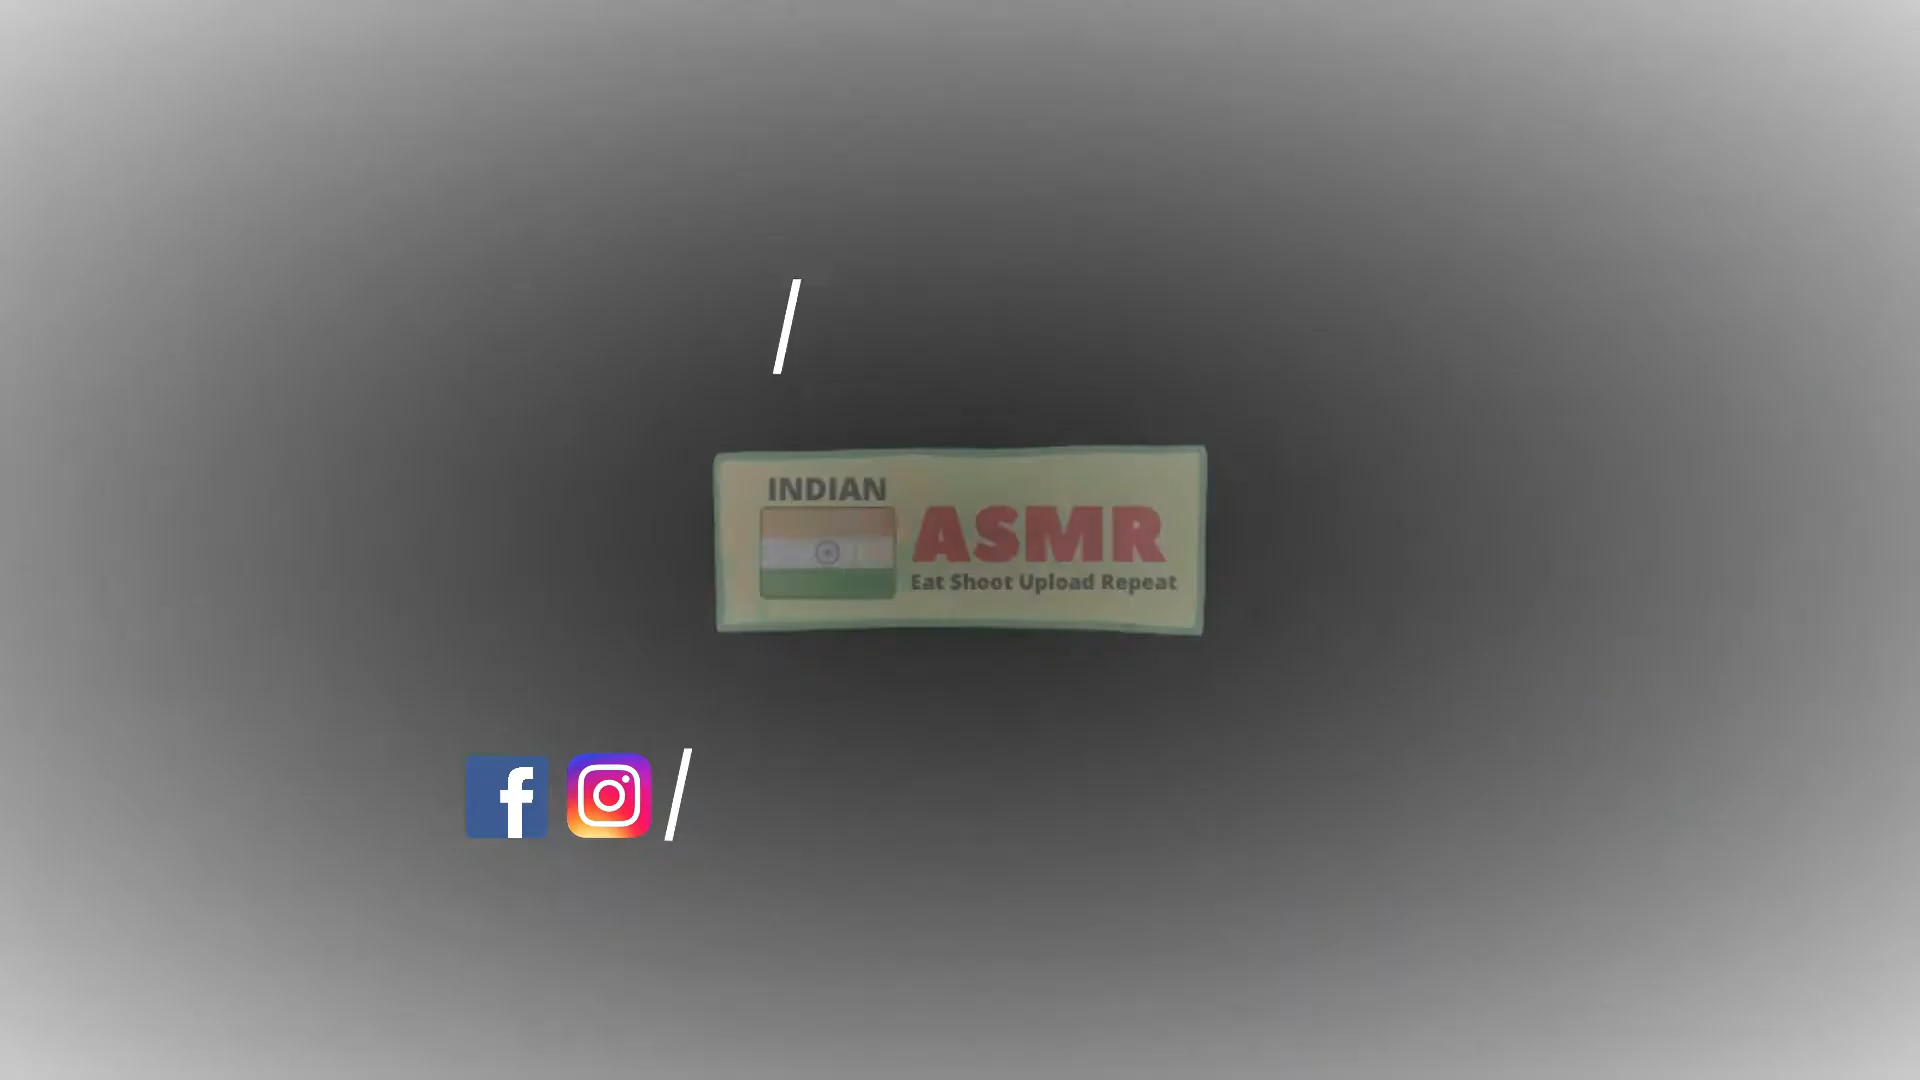 /
INDIAN
ASMR
Eat Shoot Upload Repeat
/